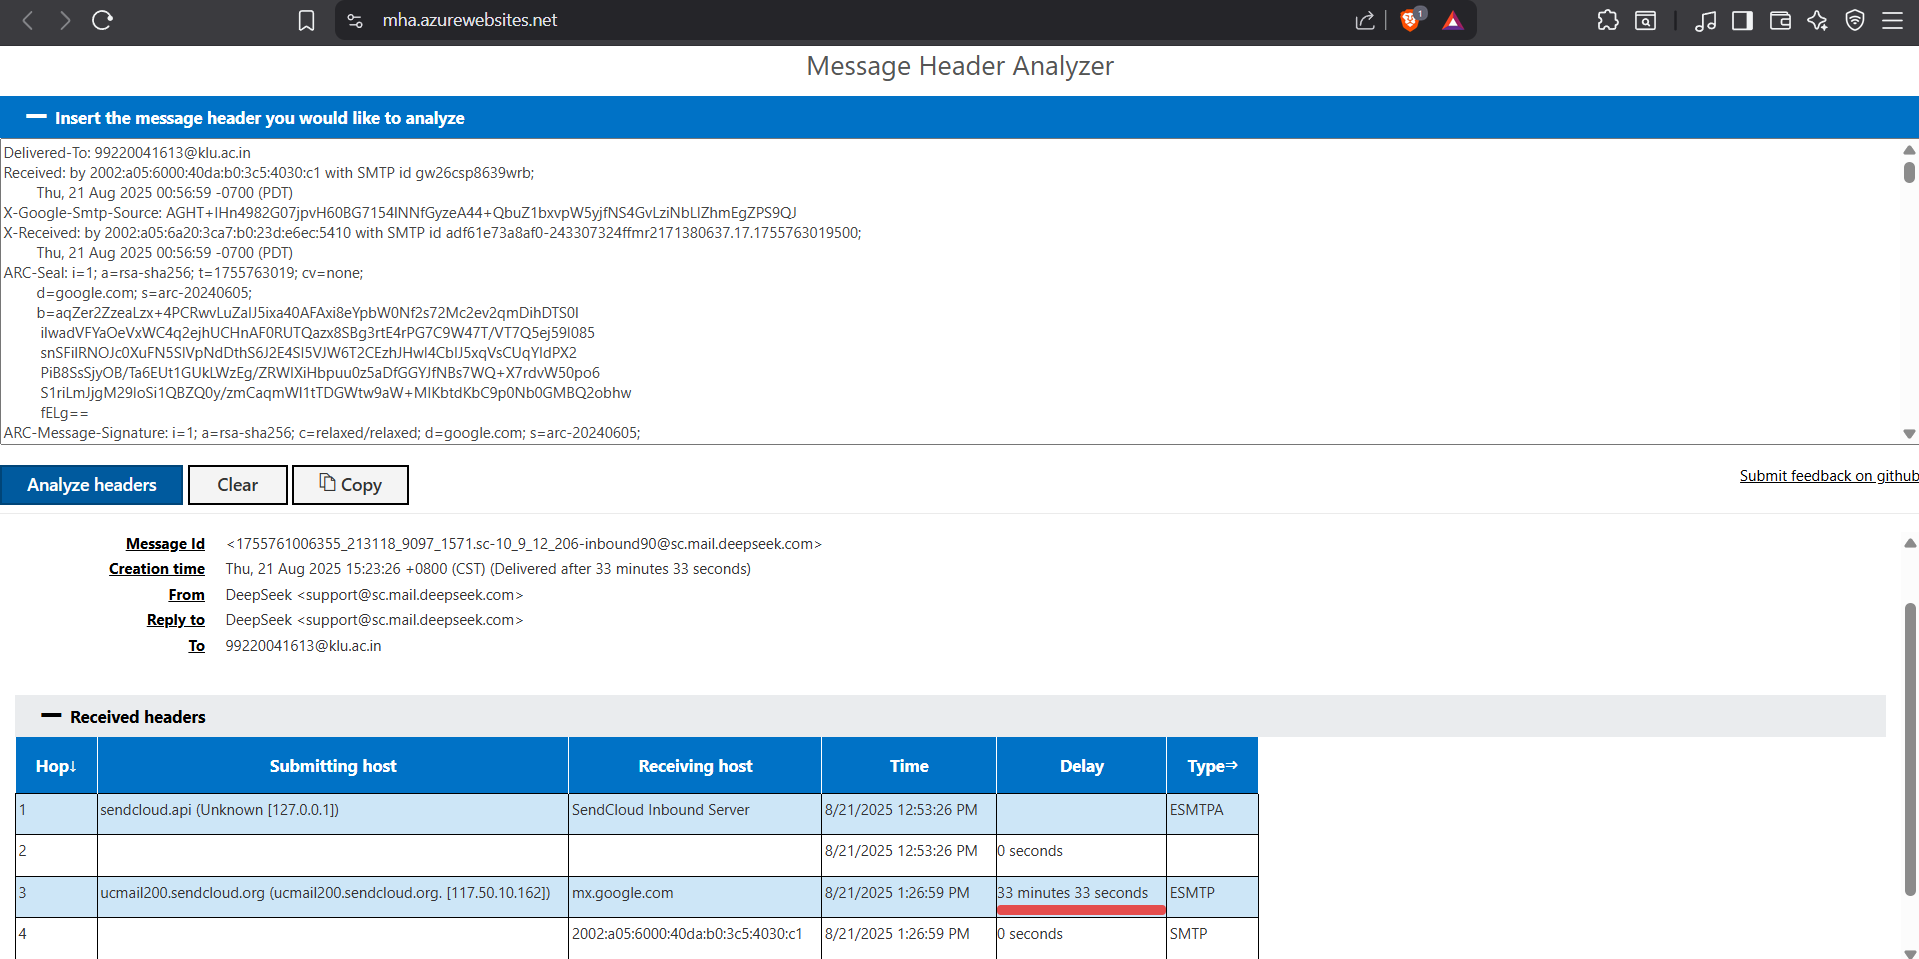 mha.azurewebsites.net
1
Message Header Analyzer
Insert the message header you would like to analyze
Delivered-To: 99220041613@klu.ac.in
Received: by 2002:a05:6000:40da:b0:3c5:4030:c1 with SMTP id gw26csp8639wrb;
Thu, 21 Aug 2025 00:56:59 -0700 (PDT)
X-Google-Smtp-Source: AGHT+IHn4982G07jpvH60BG7154INNfGyzeA44+QbuZ1bxvpW5yjfNS4GvLziNbLIZhmEgZPS9QJ
X-Received: by 2002:a05:6a20:3ca7:b0:23d:e6ec:5410 with SMTP id adf61e73a8af0-243307324ffmr2171380637.17.1755763019500;
Thu, 21 Aug 2025 00:56:59 -0700 (PDT)
ARC-Seal: i=1; a=rsa-sha256; t=1755763019; cv=none;
d=google.com; s=arc-20240605;
b=aqZer2ZzeaLzx+4PCRwvLuZalJ5ixa40AFAxi8eYpbW0Nf2s72Mc2ev2qmDihDTS0I
iIwadVFYaOeVxWC4q2ejhUCHnAF0RUTQazx8SBg3rtE4rPG7C9W47T/VT7Q5ej59I085
snSFilRNOJc0XuFN5SIVpNdDthS6J2E4SI5VJW6T2CEzhJHwl4CbIJ5xqVsCUqYldPX2
PiB8SsSjyOB/Ta6EUt1GUkLWzEg/ZRWIXiHbpuu0z5aDfGGYJfNBs7WQ+X7rdvW50po6
S1riLmJjgM29IoSi1QBZQ0y/zmCaqmWI1tTDGWtw9aW+MIKbtdKbC9p0Nb0GMBQ2obhw
fELg==
ARC-Message-Signature: i=1; a=rsa-sha256; c=relaxed/relaxed; d=google.com; s=arc-20240605;
Analyze headers Clear Copy Submit feedback on github
Message Id <1755761006355_213118_9097_1571.sc-10_9_12_206-inbound90@sc.mail.deepseek.com>
Creation time Thu, 21 Aug 2025 15:23:26 +0800 (CST) (Delivered after 33 minutes 33 seconds)
From DeepSeek <support@sc.mail.deepseek.com>
Reply to DeepSeek <support@sc.mail.deepseek.com>
To 99220041613@klu.ac.in
Received headers
Hop↓ Submitting host Receiving host Time Delay Type⇒
1 sendcloud.api (Unknown [127.0.0.1]) SendCloud Inbound Server 8/21/2025 12:53:26 PM ESMTPA
2 8/21/2025 12:53:26 PM 0 seconds
3 ucmail200.sendcloud.org (ucmail200.sendcloud.org. [117.50.10.162]) mx.google.com 8/21/2025 1:26:59 PM 33 minutes 33 seconds ESMTP
4 2002:a05:6000:40da:b0:3c5:4030:c1 8/21/2025 1:26:59 PM 0 seconds SMTP